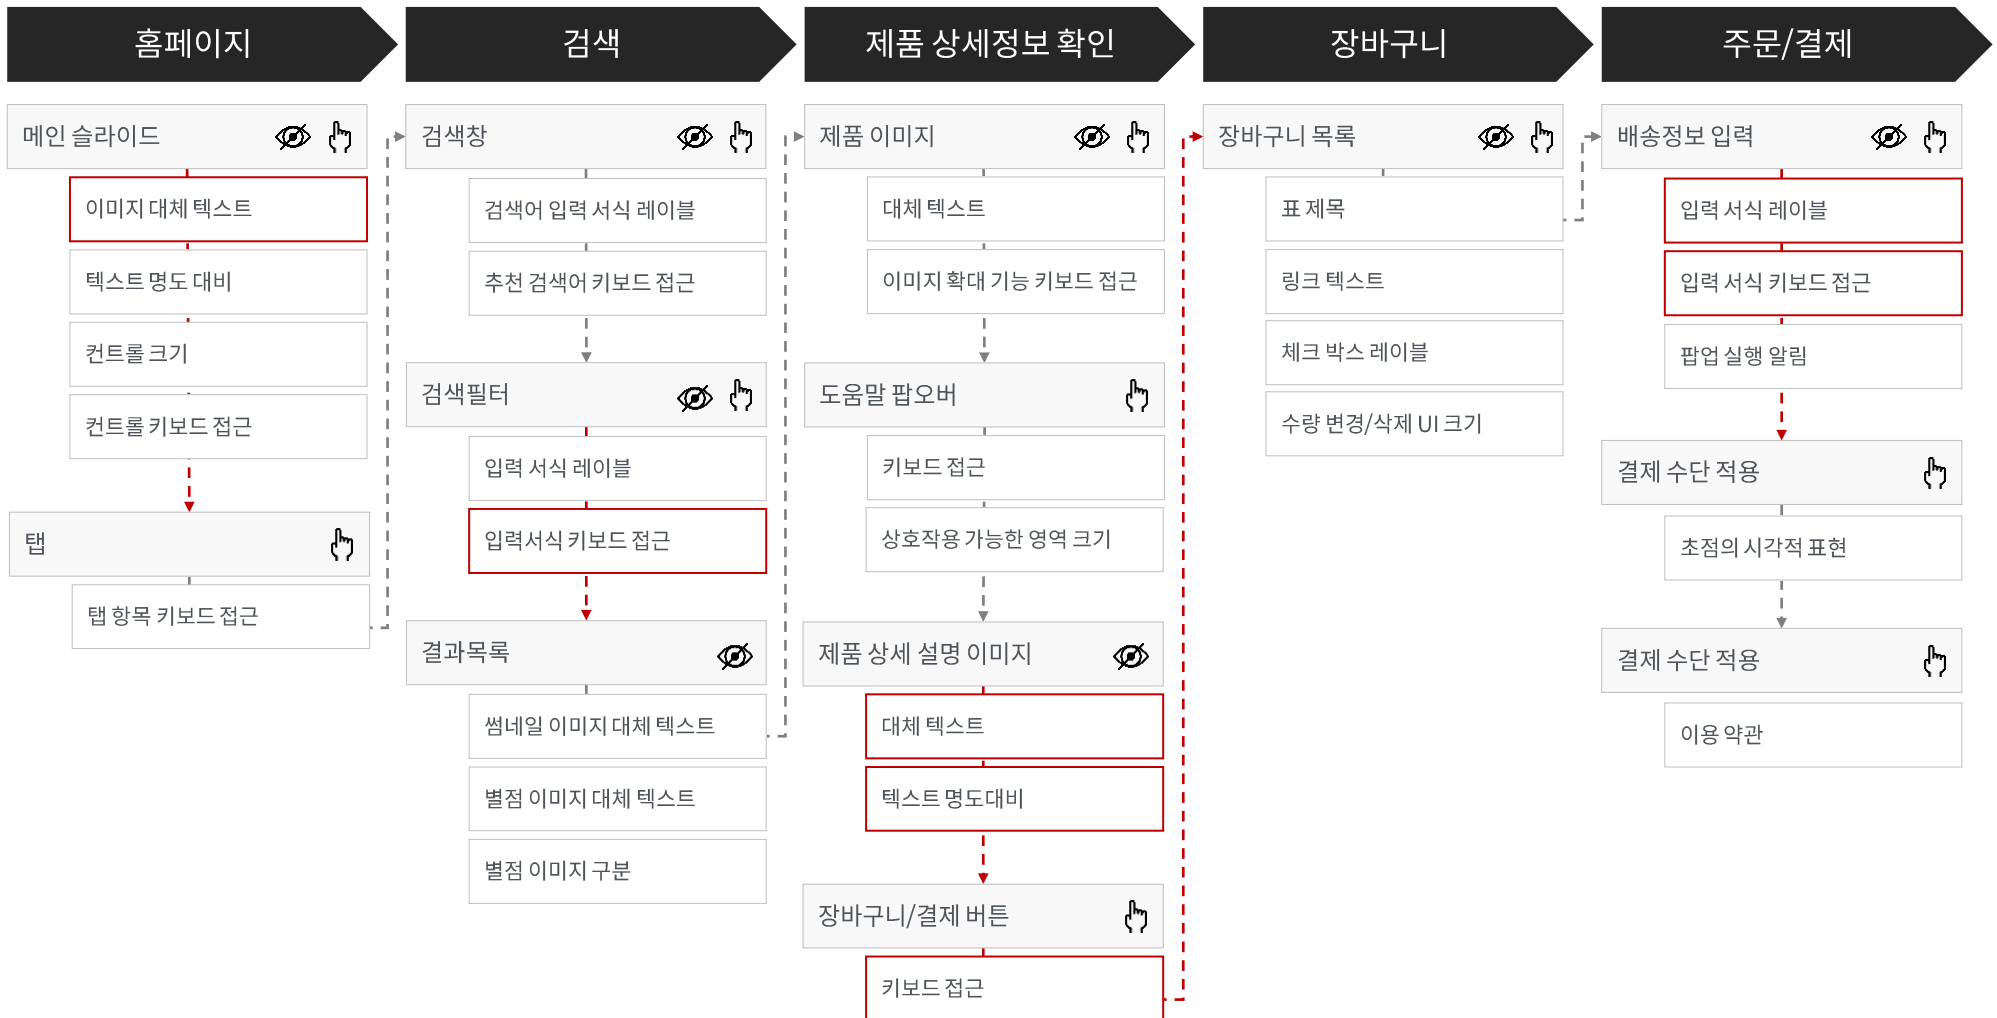 홈페이지
메인 슬라이드
이미지 대체 텍스트
텍스트 명도 대비
컨트롤 크기
컨트롤 키보드 접근
탭
탭 항목 키보드 접근
검색
검색창
검색어 입력 서식 레이블
추천 검색어 키보드 접근
검색필터
입력 서식 레이블
입력서식 키보드 접근
결과목록
썸네일 이미지 대체 텍스트
별점 이미지 대체 텍스트
별점 이미지 구분
제품 상세정보 확인
제품 이미지
대체 텍스트
이미지 확대 기능 키보드 접근
도움말 팝오버
키보드 접근
상호작용 가능한 영역 크기
제품 상세 설명 이미지
대체 텍스트
텍스트 명도대비
장바구니/결제 버튼
키보드 접근
장바구니
장바구니 목록
표 제목
링크 텍스트
체크 박스 레이블
수량 변경/삭제 UI 크기
주문/결제
배송정보 입력
입력 서식 레이블
입력 서식 키보드 접근
팝업 실행 알림
결제 수단 적용
초점의 시각적 표현
결제 수단 적용
이용 약관